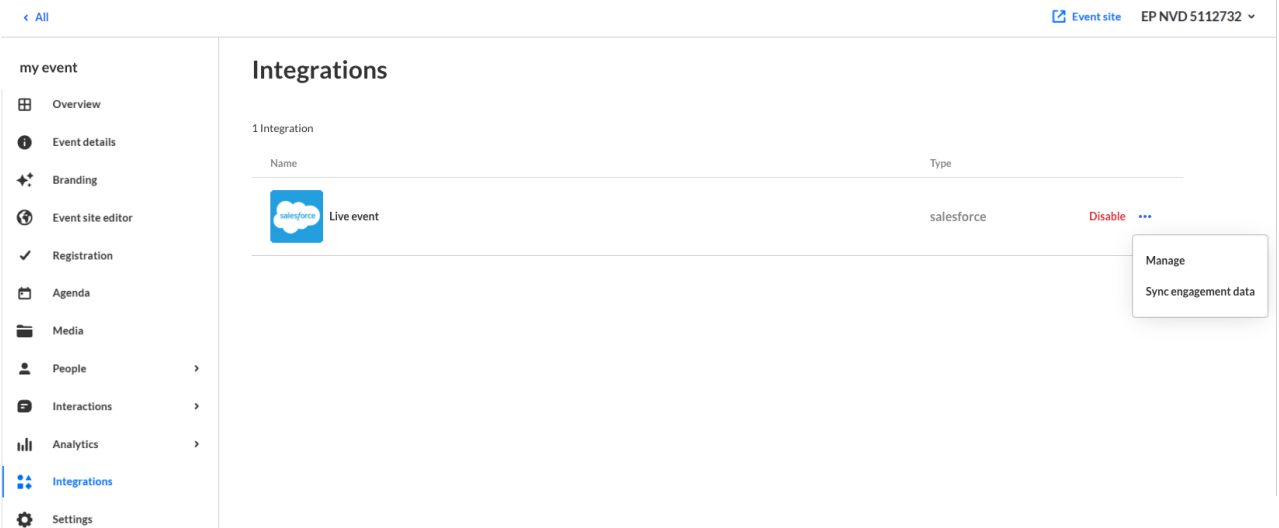 All
Event site EP NVD 5112732
my event
Overview
Event details
Branding
Event site editor
Registration
Agenda
Media
People
Interactions
Analytics
Integrations
Settings
Integrations
1 Integration
Name Type
salesforce Live event salesforce Disable
Manage
Sync engagement data